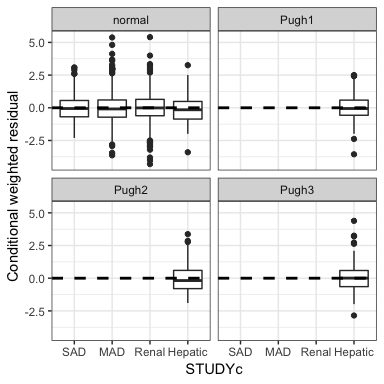 normal Pugh1
5.0
2.5
0.0
-2.5
Pugh2 Pugh3
5.0
2.5
0.0
-2.5
SAD MAD Renal Hepatic SAD MAD Renal Hepatic
STUDYc
Conditional weighted residual